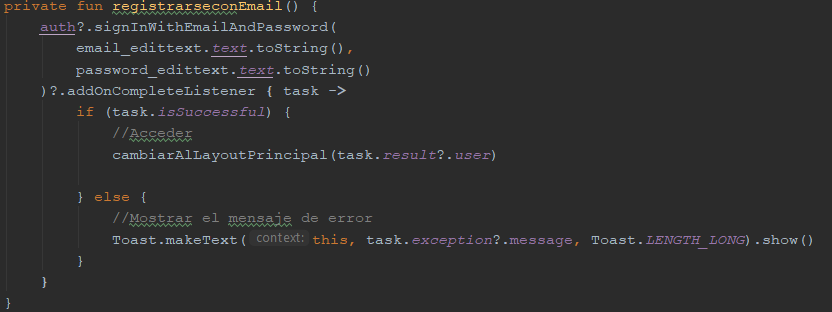 private fun registrarseconEmail() {
auth?.signInWithEmailAndPassword(
email_edittext.text.toString(),
password_edittext.text.toString()
)?.addOnCompleteListener { task ->
if (task.isSuccessful) {
//Acceder
cambiarAlLayoutPrincipal(task.result?.user)
} else {
//Mostrar el mensaje de error
Toast.makeText( context: this, task.exception?.message, Toast.LENGTH_LONG).show()
}
}
}